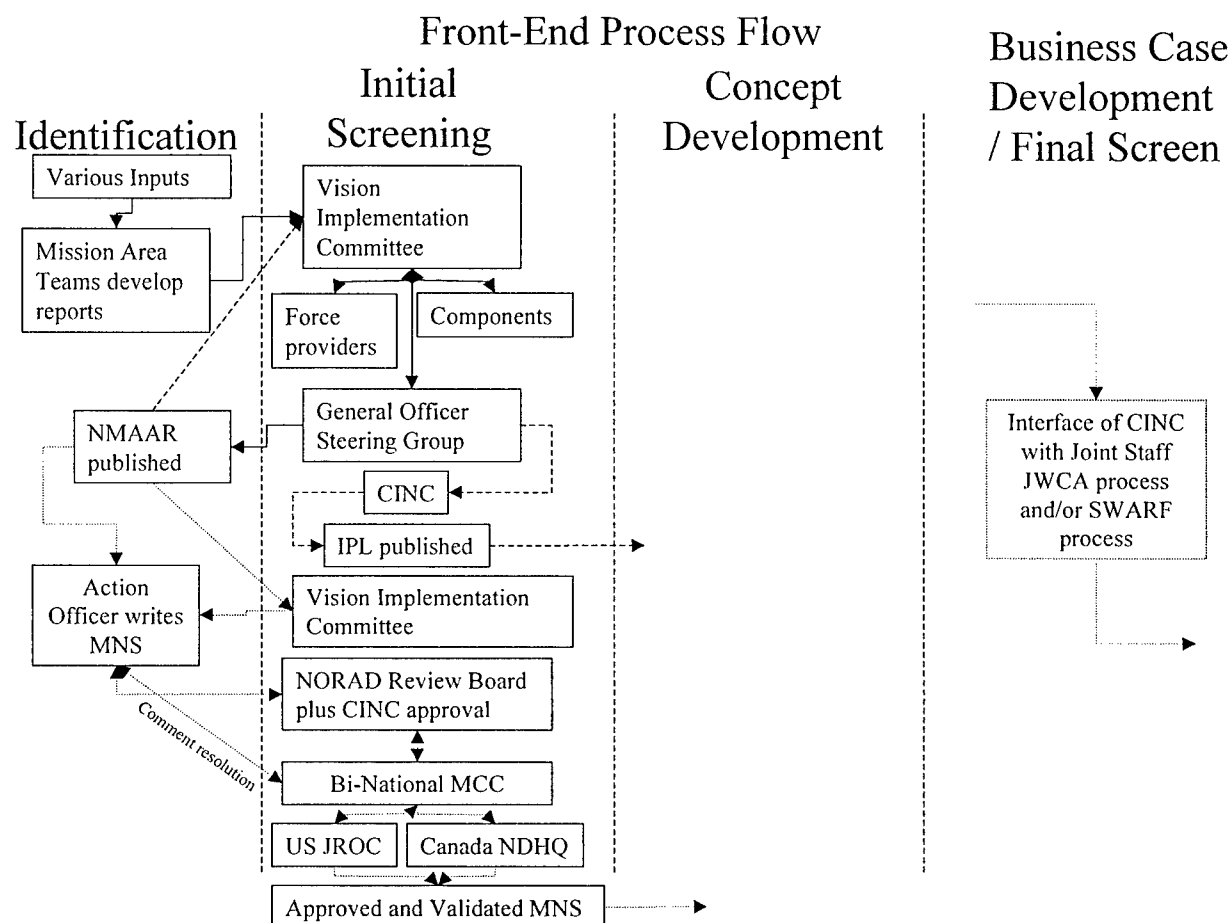 Front-End Process Flow
Identification
Initial
Screening
Concept
Development
Business Case
Development
/ Final Screen
Various Inputs
Mission Area
Teams develop
reports
Vision
Implementation
Committee
Force
providers
Components
NMAAR
published
General Officer
Steering Group
CINC
IPL published
Interface of CINC
with Joint Staff
JWCA process
and/or SWARF
process
Action
Officer writes
MNS
Vision Implementation
Committee
NORAD Review Board
plus CINC approval
Comment resolution
Bi-National MCC
US JROC
Canada NDHQ
Approved and Validated MNS